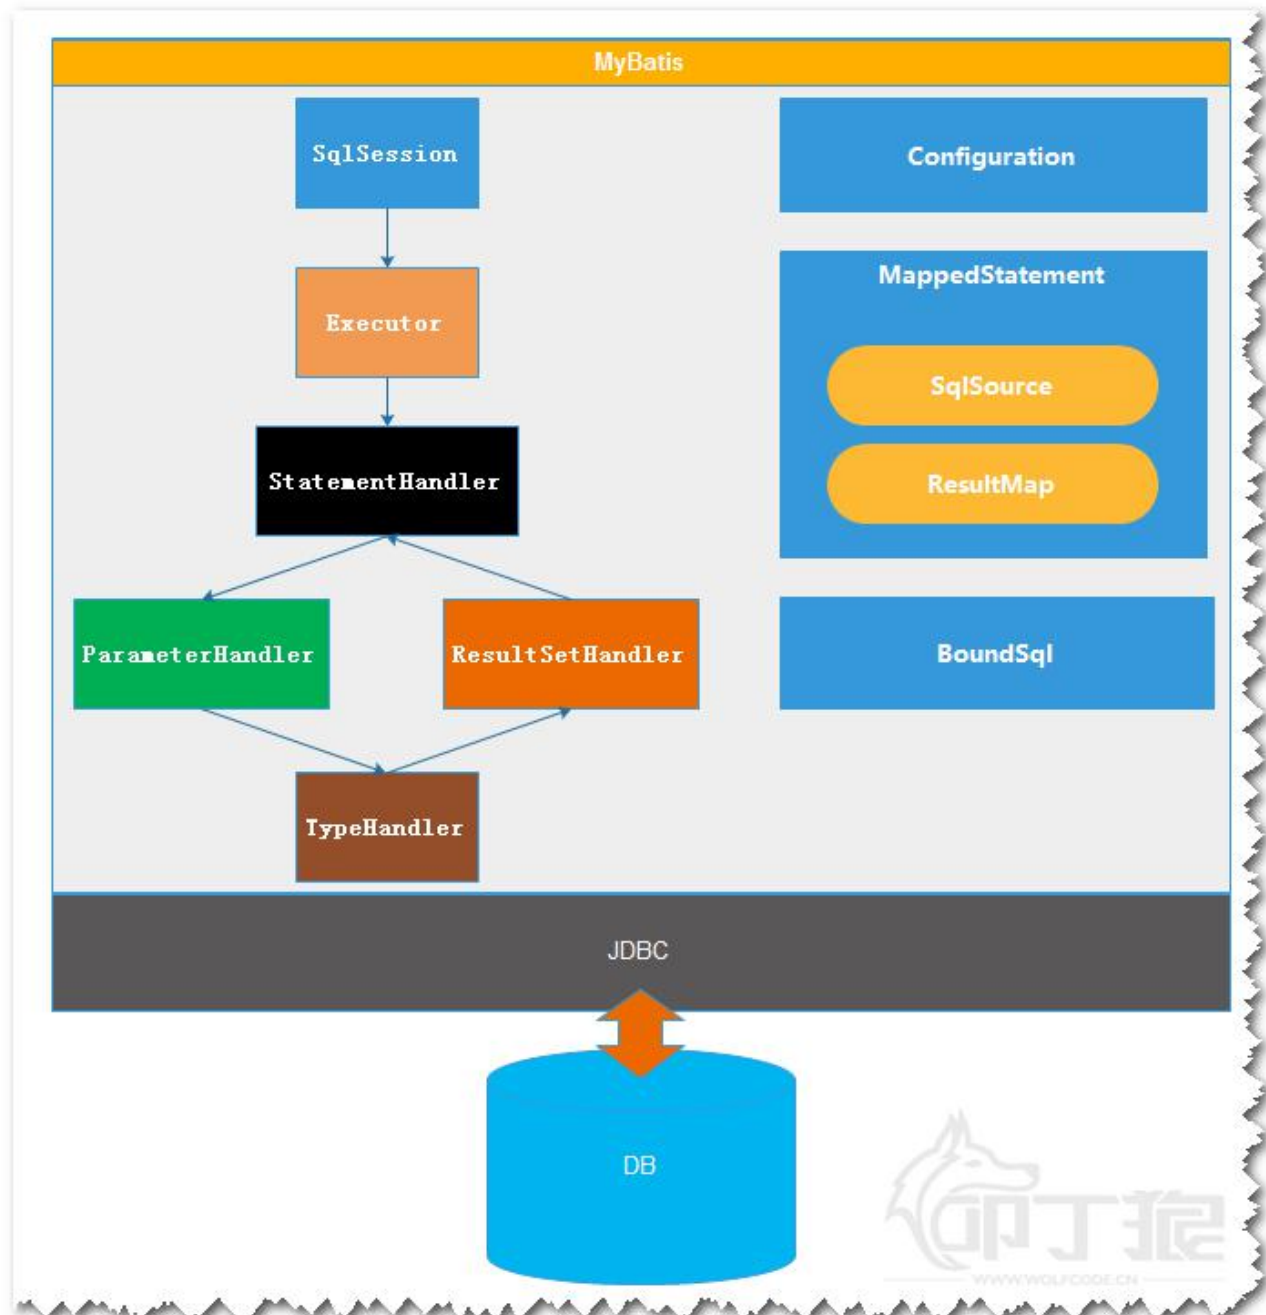 MyBatis
SqlSession
Configuration
MappedStatement
Executor
SqlSource
StatementHandler
ResultMap
ParameterHandler
ResultSetHandler
BoundSql
TypeHandler
JDBC
DB
叩丁狼
WWW.WOLFCODE.CN